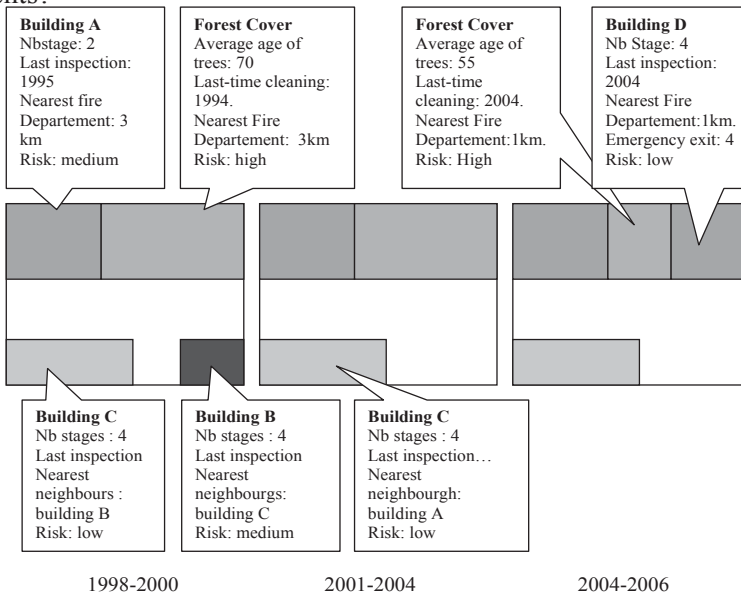 Building A
Nbstage: 2
Last inspection:
1995
Nearest fire
Departement: 3
km
Risk: medium
Forest Cover
Average age of
trees: 70
Last-time cleaning:
1994.
Nearest Fire
Departement: 3km
Risk: high
Forest Cover
Average age of
trees: 55
Last-time
cleaning: 2004.
Nearest Fire
Departement:1km.
Risk: High
Building D
Nb Stage: 4
Last inspection:
2004
Nearest Fire
Department:1km.
Emergency exit: 4
Risk: low
Building C
Nb stages : 4
Last inspection
Nearest
neighbours :
building B
Risk: low
Building B
Nb stages : 4
Last inspection
Nearest
neighbourgs:
building C
Risk: medium
Building C
Nb stages : 4
Last inspection…
Nearest
neighbourgh:
building A
Risk: low
1998-2000
2001-2004
2004-2006